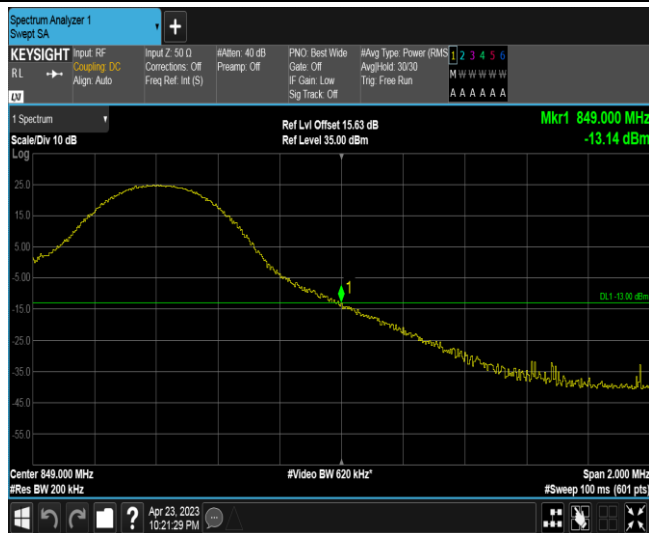 Spectrum Analyzer 1
Swept SA
+
KEYSIGHT
RL
Input: RF
Coupling: DC
Align: Auto
Input Z: 50 Ω
Corrections: Off
Freq Ref: Int (S)
#Atten: 40 dB
Preamp: Off
PNO: Best Wide
Gate: Off
IF Gain: Low
Sig Track: Off
#Avg Type: Power (RMS
Avg|Hold: 30/30
Trig: Free Run
1 2 3 4 5 6
M W W W W W
A A A A A A
LXI
1 Spectrum
Scale/Div 10 dB
Ref Lvl Offset 15.63 dB
Ref Level 35.00 dBm
Mkr1 849.000 MHz
-13.14 dBm
Log
25.0
15.0
5.00
-5.00
-15.0
-25.0
-35.0
-45.0
-55.0
1
DL1 -13.00 dBm
Center 849.000 MHz
#Video BW 620 kHz*
Span 2.000 MHz
#Res BW 200 kHz
#Sweep 100 ms (601 pts)
?
Apr 23, 2023
10:21:29 PM